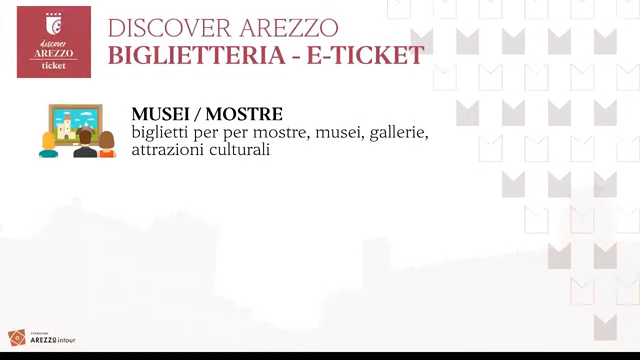 discover
AREZZO
ticket
DISCOVER AREZZO
BIGLIETTERIA - E-TICKET
MUSEI / MOSTRE
biglietti per per mostre, musei, gallerie,
attrazioni culturali
FONDAZIONE
AREZZO intour